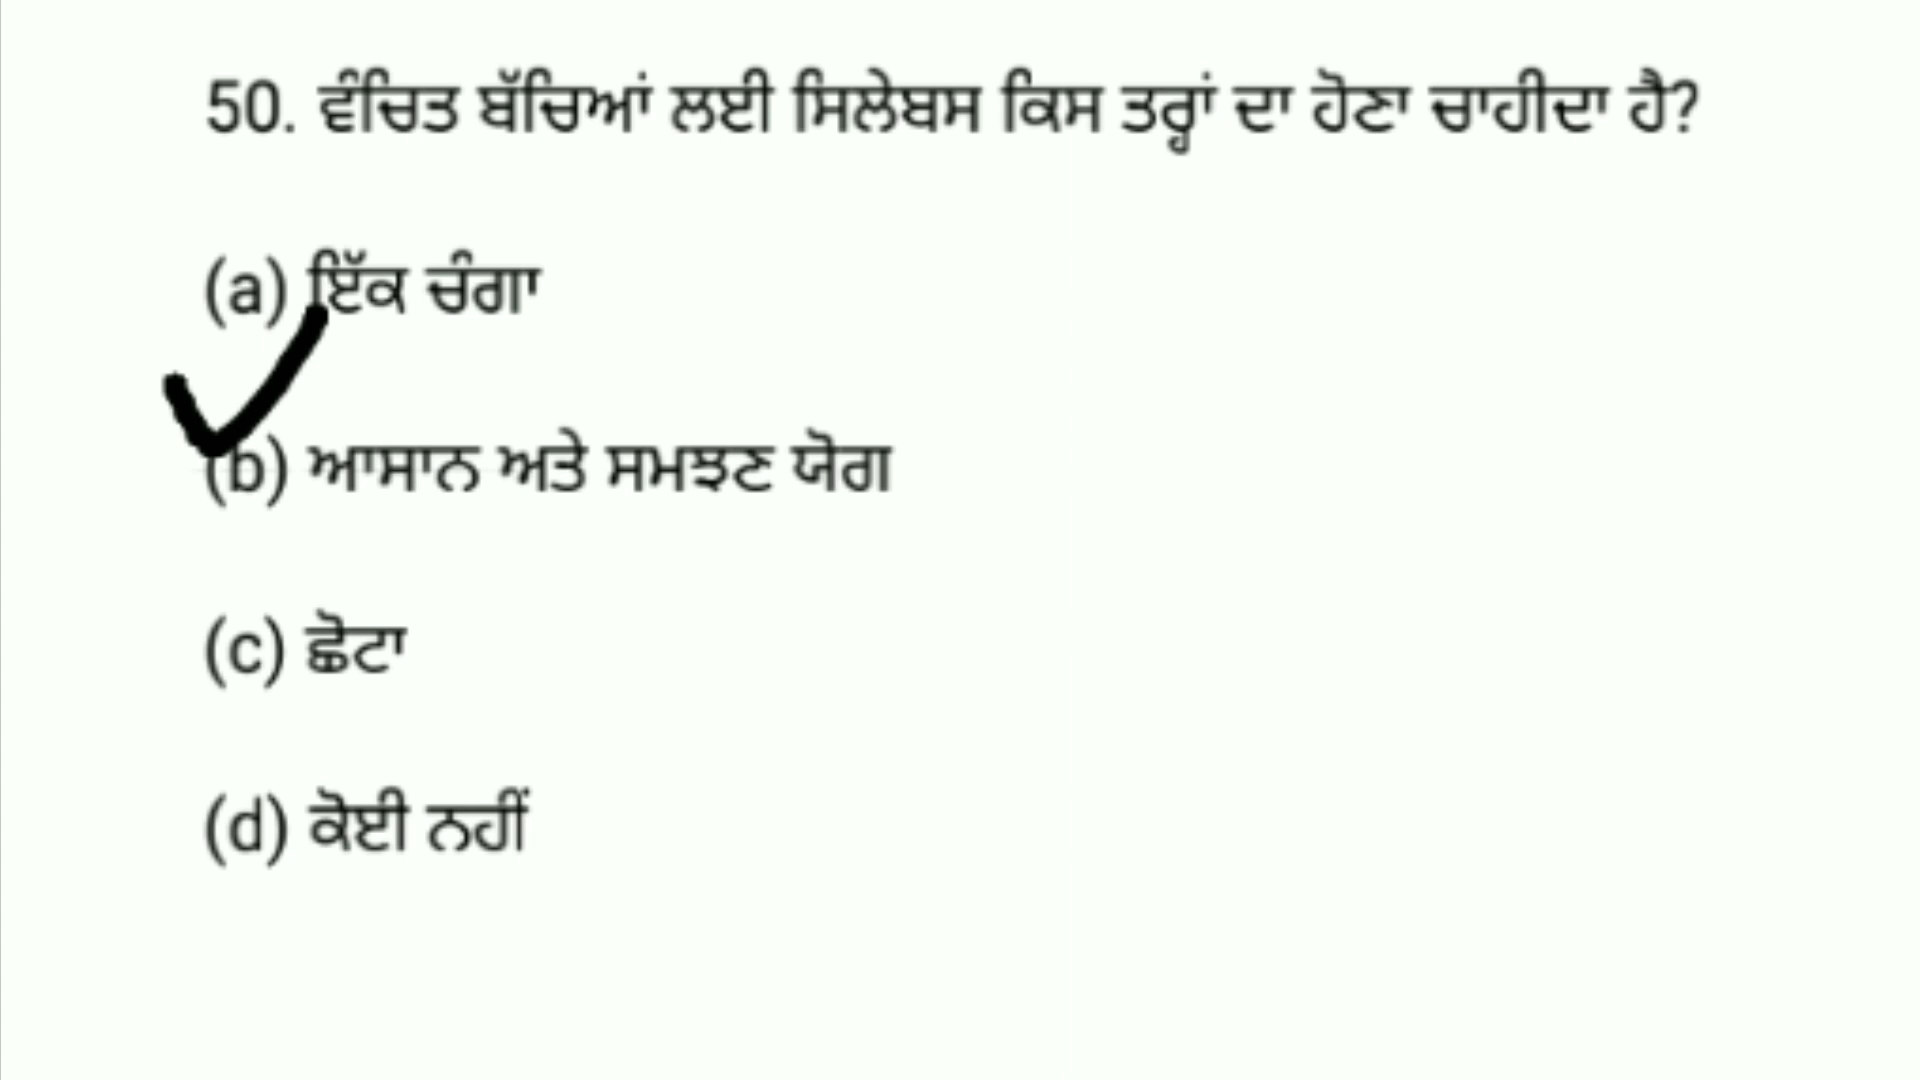 50. ਵੰਚਿਤ ਬੱਚਿਆਂ ਲਈ ਸਿਲੇਬਸ ਕਿਸ ਤਰ੍ਹਾਂ ਦਾ ਹੋਣਾ ਚਾਹੀਦਾ ਹੈ?
(a) ਇੱਕ ਚੰਗਾ
(b) ਆਸਾਨ ਅਤੇ ਸਮਝਣ ਯੋਗ
(c) ਛੋਟਾ
(d) ਕੋਈ ਨਹੀਂ